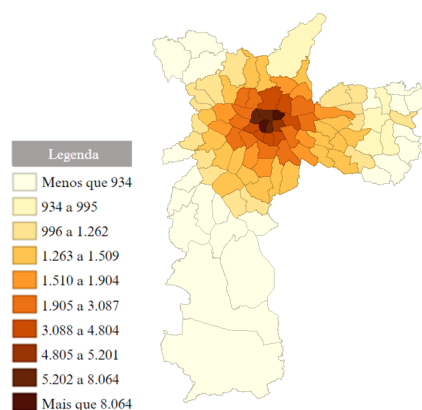 Legenda
Menos que 934
934 a 995
996 a 1.262
1.263 a 1.509
1.510 a 1.904
1.905 a 3.087
3.088 a 4.804
4.805 a 5.201
5.202 a 8.064
Mais que 8.064